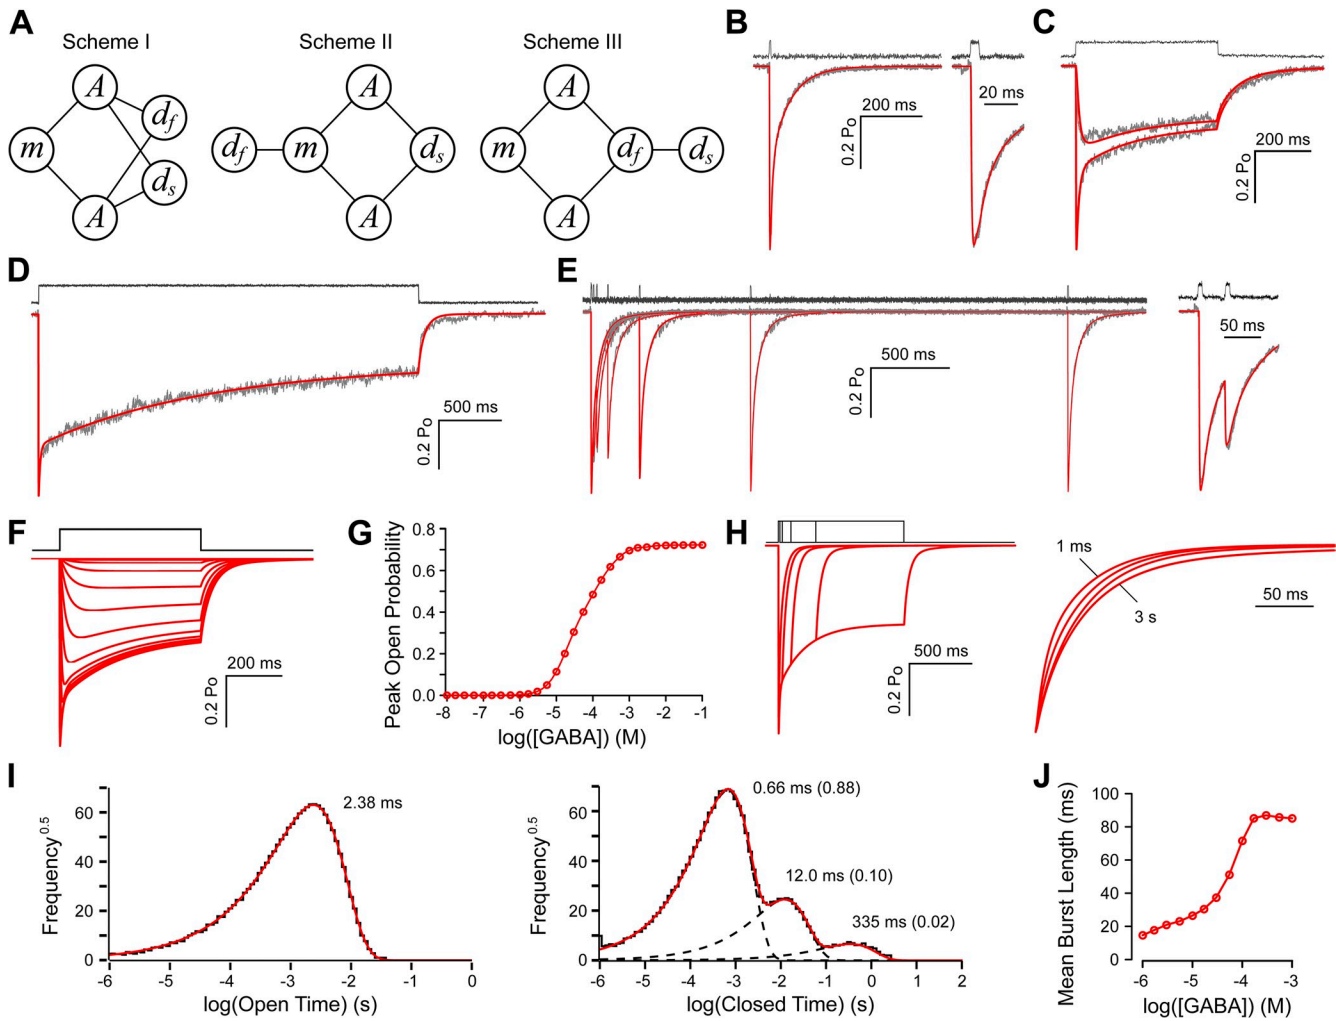 A
Scheme I
Scheme II
Scheme III
A
d_f
m
d_s
A
A
d_f
m
d_s
A
A
m
d_f
d_s
A
B
200 ms
0.2 Po
20 ms
C
200 ms
0.2 Po
D
500 ms
0.2 Po
E
500 ms
0.2 Po
50 ms
F
200 ms
0.2 Po
G
Peak Open Probability
0.8
0.6
0.4
0.2
0.0
-8 -7 -6 -5 -4 -3 -2 -1
log([GABA]) (M)
H
500 ms
0.2 Po
1 ms
3 s
50 ms
I
Frequency^0.5
60
40
20
0
2.38 ms
-6 -5 -4 -3 -2 -1 0
log(Open Time) (s)
Frequency^0.5
60
40
20
0
0.66 ms (0.88)
12.0 ms (0.10)
335 ms (0.02)
-6 -5 -4 -3 -2 -1 0 1 2
log(Closed Time) (s)
J
Mean Burst Length (ms)
100
80
60
40
20
0
-6 -5 -4 -3
log([GABA]) (M)